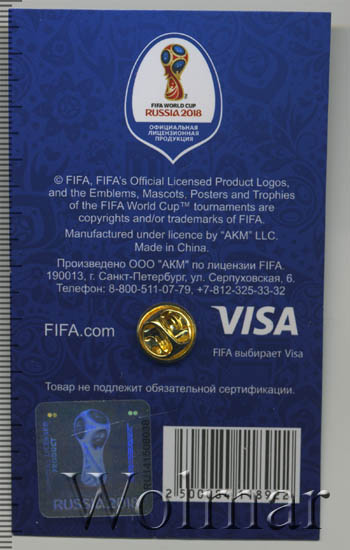 FIFA WORLD CUP
RUSSIA 2018
ОФИЦИАЛЬНАЯ
ЛИЦЕНЗИОННАЯ
ПРОДУКЦИЯ
© FIFA, FIFA's Official Licensed Product Logos,
and the Emblems, Mascots, Posters and Trophies
of the FIFA World Cup™ tournaments are
copyrights and/or trademarks of FIFA.
Manufactured under licence by "AKM" LLC.
Made in China.
Произведено ООО "АКМ" по лицензии FIFA
190013, г. Санкт-Петербург, ул. Серпуховская, 6.
Телефон: 8-800-511-07-79, +7-812-325-33-32
FIFA.com
VISA
FIFA выбирает Visa
Товар не подлежит обязательной сертификации.
RUSSIA 2018
Wolmar